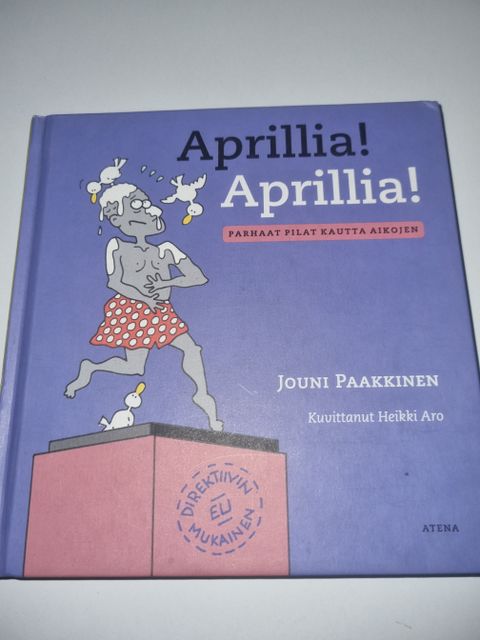 Aprillia!
Aprillia!
PARHAAT PILAT KAUTTA AIKOJEN
JOUNI PAAKKINEN
Kuvittanut Heikki Aro
DIREKTIIVIN
EU
MUKAINEN
ATENA